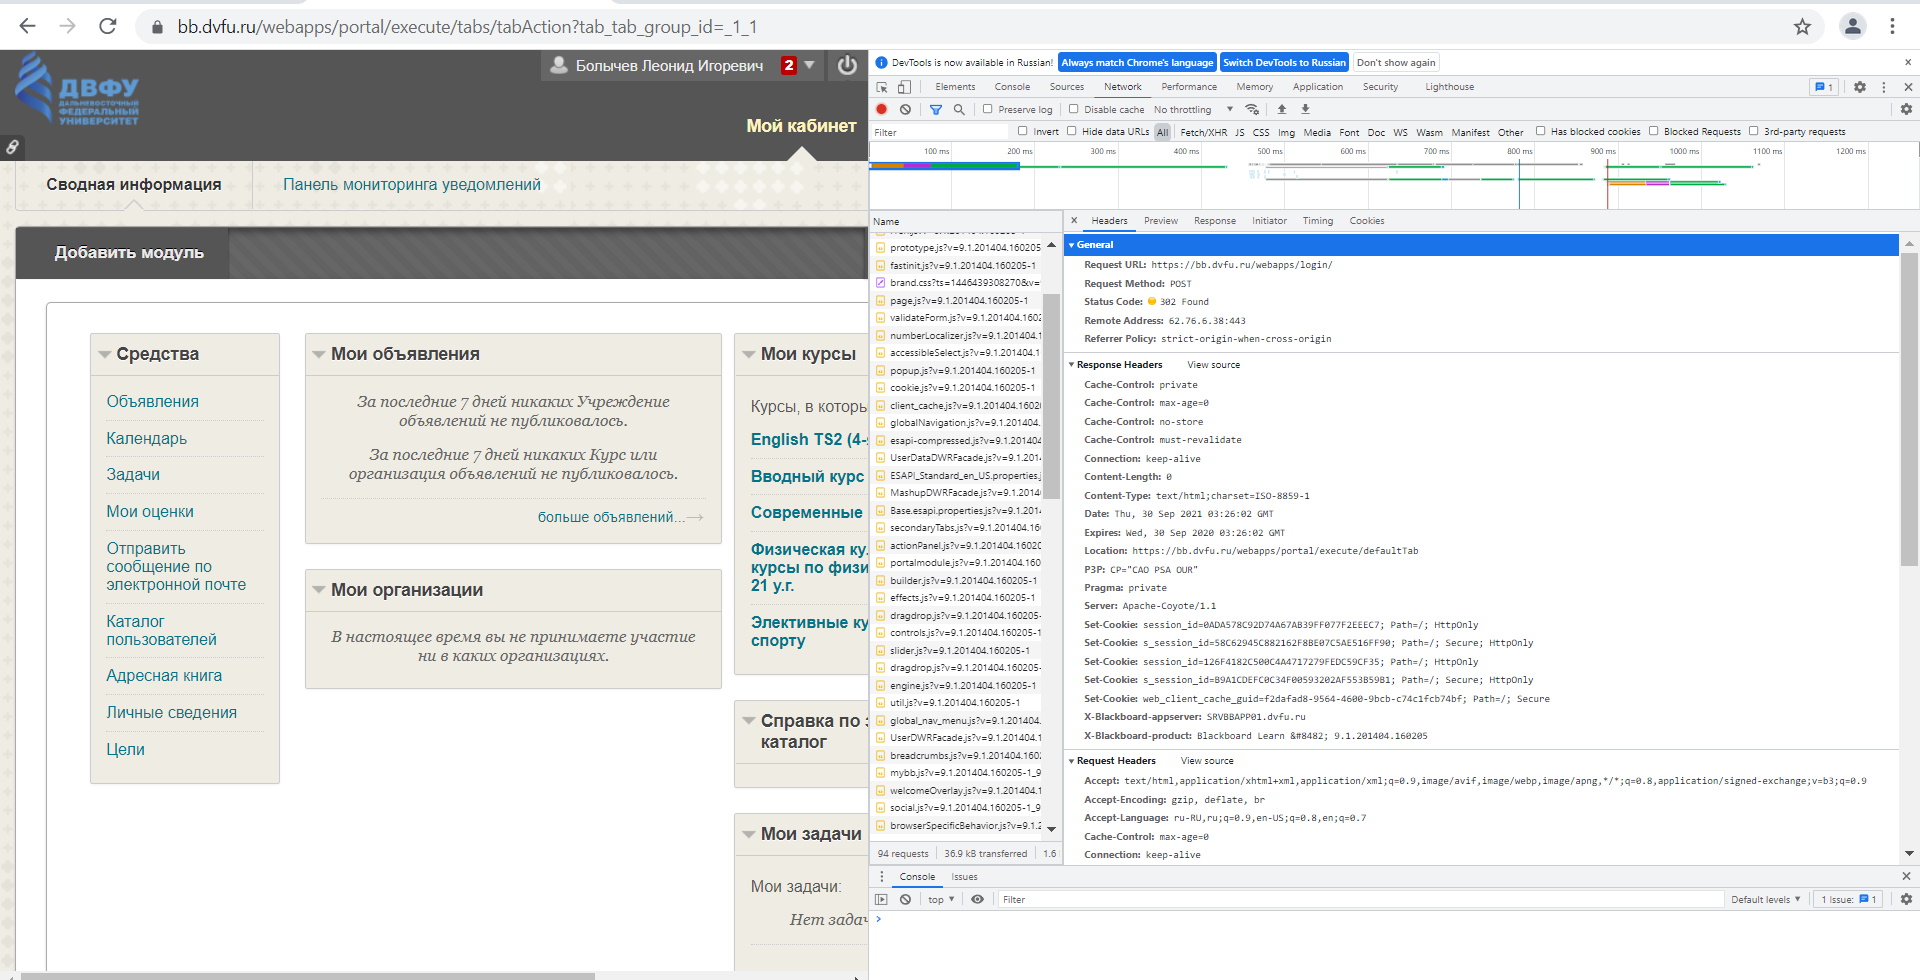 bb.dvfu.ru/webapps/portal/execute/tabs/tabAction?tab_tab_group_id=_1_1
ДВФУ
ДАЛЬНЕВОСТОЧНЫЙ
ФЕДЕРАЛЬНЫЙ
УНИВЕРСИТЕТ
Болычев Леонид Игоревич 2
Мой кабинет
Сводная информация
Панель мониторинга уведомлений
Добавить модуль
Средства
Объявления
Календарь
Задачи
Мои оценки
Отправить
сообщение по
электронной почте
Каталог
пользователей
Адресная книга
Личные сведения
Цели
Мои объявления
За последние 7 дней никаких Учреждение
объявлений не публиковалось.
За последние 7 дней никаких Курс или
организация объявлений не публиковалось.
больше объявлений...→
Мои организации
В настоящее время вы не принимаете участие
ни в каких организациях.
Мои курсы
Курсы, в которы
English TS2 (4-
Вводный курс
Современные
Физическая ку.
курсы по физи
21 у.г.
Элективные ку
спорту
Справка по
каталог
Мои задачи
Мои задачи:
Нет задач
DevTools is now available in Russian! Always match Chrome's language Switch DevTools to Russian Don't show again
Elements Console Sources Network Performance Memory Application Security Lighthouse 1
Preserve log Disable cache No throttling
Filter Invert Hide data URLs All Fetch/XHR JS CSS Img Media Font Doc WS Wasm Manifest Other Has blocked cookies Blocked Requests 3rd-party requests
100 ms 200 ms 300 ms 400 ms 500 ms 600 ms 700 ms 800 ms 900 ms 1000 ms 1100 ms 1200 ms
Name
prototype.js?v=9.1.201404.160205
fastinit.js?v=9.1.201404.160205-1
brand.css?ts=1446439308270&v=
page.js?v=9.1.201404.160205-1
validateForm.js?v=9.1.201404.160
numberLocalizer.js?v=9.1.201404.1
accessibleSelect.js?v=9.1.201404.1
popup.js?v=9.1.201404.160205-1
cookie.js?v=9.1.201404.160205-1
client_cache.js?v=9.1.201404.1602
globalNavigation.js?v=9.1.201404.
esapi-compressed.js?v=9.1.201404
UserDataDWRFacade.js?v=9.1.201
ESAPI_Standard_en_US.properties.j
MashupDWRFacade.js?v=9.1.2014
Base.esapi.properties.js?v=9.1.201
secondaryTabs.js?v=9.1.201404.16
actionPanel.js?v=9.1.201404.16020
portalmodule.js?v=9.1.201404.160
builder.js?v=9.1.201404.160205-1
effects.js?v=9.1.201404.160205-1
dragdrop.js?v=9.1.201404.160205
controls.js?v=9.1.201404.160205-1
slider.js?v=9.1.201404.160205-1
dragdrop.js?v=9.1.201404.160205-
engine.js?v=9.1.201404.160205-1
util.js?v=9.1.201404.160205-1
global_nav_menu.js?v=9.1.201404.
UserDWRFacade.js?v=9.1.201404.1
breadcrumbs.js?v=9.1.201404.160
mybb.js?v=9.1.201404.160205-1_9
welcomeOverlay.js?v=9.1.201404.1
social.js?v=9.1.201404.160205-1_9
browserSpecificBehavior.js?v=9.1.2
94 requests 36.9 kB transferred 1.6
Headers Preview Response Initiator Timing Cookies
General
Request URL: https://bb.dvfu.ru/webapps/login/
Request Method: POST
Status Code: 302 Found
Remote Address: 62.76.6.38:443
Referrer Policy: strict-origin-when-cross-origin
Response Headers View source
Cache-Control: private
Cache-Control: max-age=0
Cache-Control: no-store
Cache-Control: must-revalidate
Connection: keep-alive
Content-Length: 0
Content-Type: text/html;charset=ISO-8859-1
Date: Thu, 30 Sep 2021 03:26:02 GMT
Expires: Wed, 30 Sep 2020 03:26:02 GMT
Location: https://bb.dvfu.ru/webapps/portal/execute/defaultTab
P3P: CP="CAO PSA OUR"
Pragma: private
Server: Apache-Coyote/1.1
Set-Cookie: session_id=0ADA578C92D74A67AB39FF077F2EEEC7; Path=/; HttpOnly
Set-Cookie: s_session_id=58C62945C882162F8BE07C5AE516FF90; Path=/; Secure; HttpOnly
Set-Cookie: session_id=126F4182C500C4A4717279FEDC59CF35; Path=/; HttpOnly
Set-Cookie: s_session_id=B9A1CDEFC0C34F00593202AF553B59B1; Path=/; Secure; HttpOnly
Set-Cookie: web_client_cache_guid=f2dafad8-9564-4600-9bcb-c74c1fcb74bf; Path=/; Secure
X-Blackboard-appserver: SRVBBAPP01.dvfu.ru
X-Blackboard-product: Blackboard Learn &#8482; 9.1.201404.160205
Request Headers View source
Accept: text/html,application/xhtml+xml,application/xml;q=0.9,image/avif,image/webp,image/apng,*/*;q=0.8,application/signed-exchange;v=b3;q=0.9
Accept-Encoding: gzip, deflate, br
Accept-Language: ru-RU,ru;q=0.9,en-US;q=0.8,en;q=0.7
Cache-Control: max-age=0
Connection: keep-alive
Console Issues
top Filter Default levels 1 Issue: 1